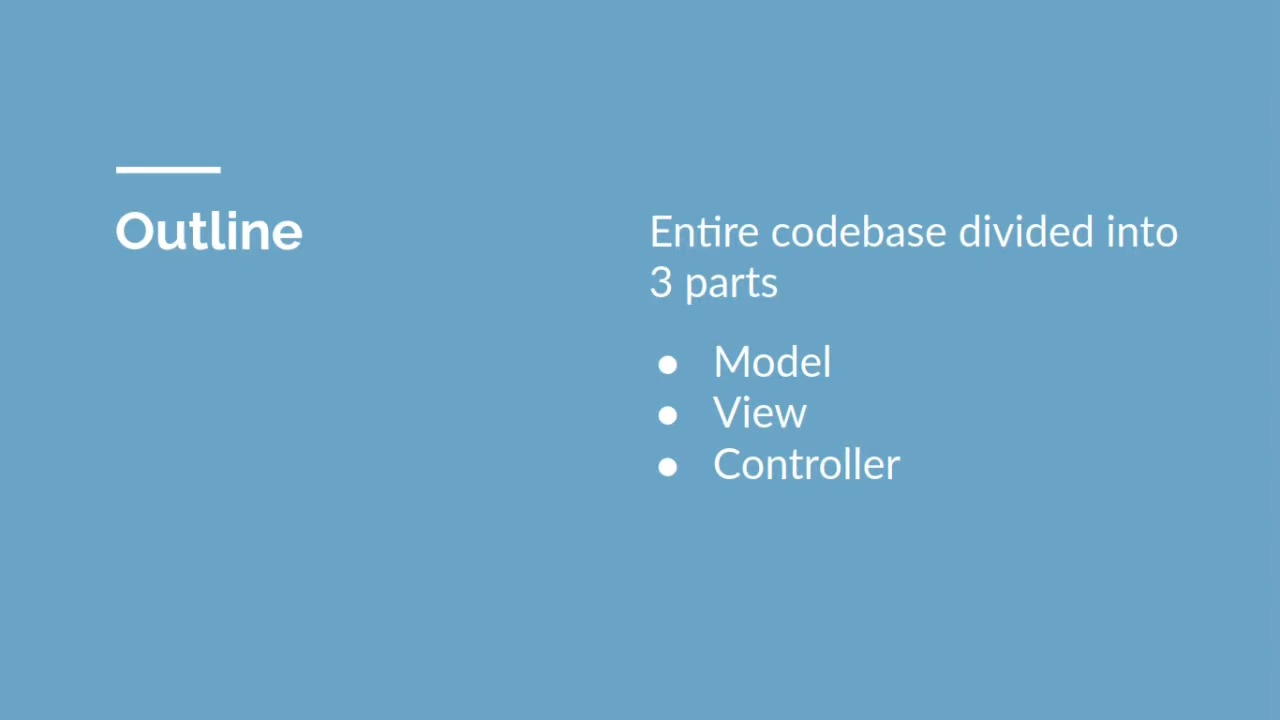 Outline
Entire codebase divided into
3 parts
● Model
● View
● Controller